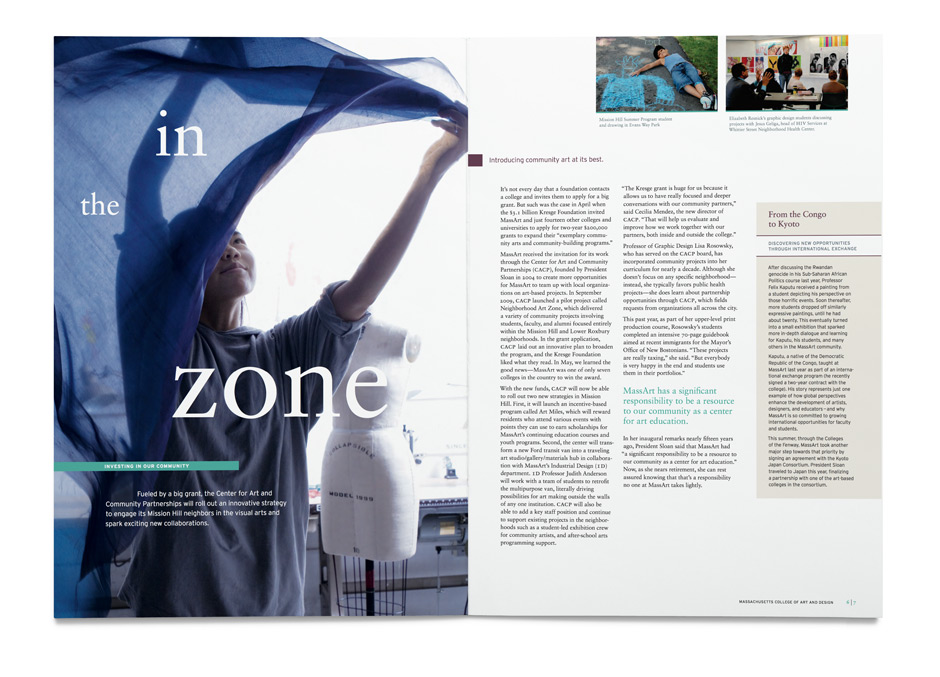 in
the
zone
INVESTING IN OUR COMMUNITY
Fueled by a big grant, the Center for Art and
Community Partnerships will roll out an innovative strategy
to engage its Mission Hill neighbors in the visual arts and
spark exciting new collaborations.
COLLAPSIBLE
MODEL 1999
Mission Hill Summer Program student
and drawing in Evans Way Park
Elizabeth Resnick's graphic design students discussing
projects with Jesus Geliga, head of HIV Services at
Whittier Street Neighborhood Health Center.
Introducing community art at its best.
It's not every day that a foundation contacts
a college and invites them to apply for a big
grant. But such was the case in April when
the $3.1 billion Kresge Foundation invited
MassArt and just fourteen other colleges and
universities to apply for two-year $200,000
grants to expand their "exemplary commu-
nity arts and community-building programs."
MassArt received the invitation for its work
through the Center for Art and Community
Partnerships (CACP), founded by President
Sloan in 2004 to create more opportunities
for MassArt to team up with local organiza-
tions on art-based projects. In September
2009, CACP launched a pilot project called
Neighborhood Art Zone, which delivered
a variety of community projects involving
students, faculty, and alumni focused entirely
within the Mission Hill and Lower Roxbury
neighborhoods. In the grant application,
CACP laid out an innovative plan to broaden
the program, and the Kresge Foundation
liked what they read. In May, we learned the
good news—MassArt was one of only seven
colleges in the country to win the award.
With the new funds, CACP will now be able
to roll out two new strategies in Mission
Hill. First, it will launch an incentive-based
program called Art Miles, which will reward
residents who attend various events with
points they can use to earn scholarships for
MassArt's continuing education courses and
youth programs. Second, the center will trans-
form a new Ford transit van into a traveling
art studio/gallery/materials hub in collabora-
tion with MassArt's Industrial Design (ID)
department. ID Professor Judith Anderson
will work with a team of students to retrofit
the multipurpose van, literally driving
possibilities for art making outside the walls
of any one institution. CACP will also be
able to add a key staff position and continue
to support existing projects in the neighbor-
hoods such as a student-led exhibition crew
for community artists, and after-school arts
programming support.
"The Kresge grant is huge for us because it
allows us to have really focused and deeper
conversations with our community partners,"
said Cecilia Mendez, the new director of
CACP. "That will help us evaluate and
improve how we work together with our
partners, both inside and outside the college."
Professor of Graphic Design Lisa Rosowsky,
who has served on the CACP board, has
incorporated community projects into her
curriculum for nearly a decade. Although she
doesn't focus on any specific neighborhood—
instead, she typically favors public health
projects—she does learn about partnership
opportunities through CACP, which fields
requests from organizations all across the city.
This past year, as part of her upper-level print
production course, Rosowsky's students
completed an intensive 70-page guidebook
aimed at recent immigrants for the Mayor's
Office of New Bostonians. "These projects
are really taxing," she said. "But everybody
is very happy in the end and students use
them in their portfolios."
MassArt has a significant
responsibility to be a resource
to our community as a center
for art education.
In her inaugural remarks nearly fifteen years
ago, President Sloan said that MassArt had
"a significant responsibility to be a resource to
our community as a center for art education."
Now, as she nears retirement, she can rest
assured knowing that that's a responsibility
no one at MassArt takes lightly.
From the Congo
to Kyoto
DISCOVERING NEW OPPORTUNITIES
THROUGH INTERNATIONAL EXCHANGE
After discussing the Rwandan
genocide in his Sub-Saharan African
Politics course last year, Professor
Felix Kaputu received a painting from
a student depicting his perspective on
those horrific events. Soon thereafter,
more students dropped off similarly
expressive paintings, until he had
about twenty. This eventually turned
into a small exhibition that sparked
more in-depth dialogue and learning
for Kaputu, his students, and many
others in the MassArt community.
Kaputu, a native of the Democratic
Republic of the Congo, taught at
MassArt last year as part of an interna-
tional exchange program (he recently
signed a two-year contract with the
college). His story represents just one
example of how global perspectives
enhance the development of artists,
designers, and educators—and why
MassArt is so committed to growing
international opportunities for faculty
and students.
This summer, through the Colleges
of the Fenway, MassArt took another
major step towards that priority by
signing an agreement with the Kyoto
Japan Consortium. President Sloan
traveled to Japan this year, finalizing
a partnership with one of the art-based
colleges in the consortium.
MASSACHUSETTS COLLEGE OF ART AND DESIGN 6|7